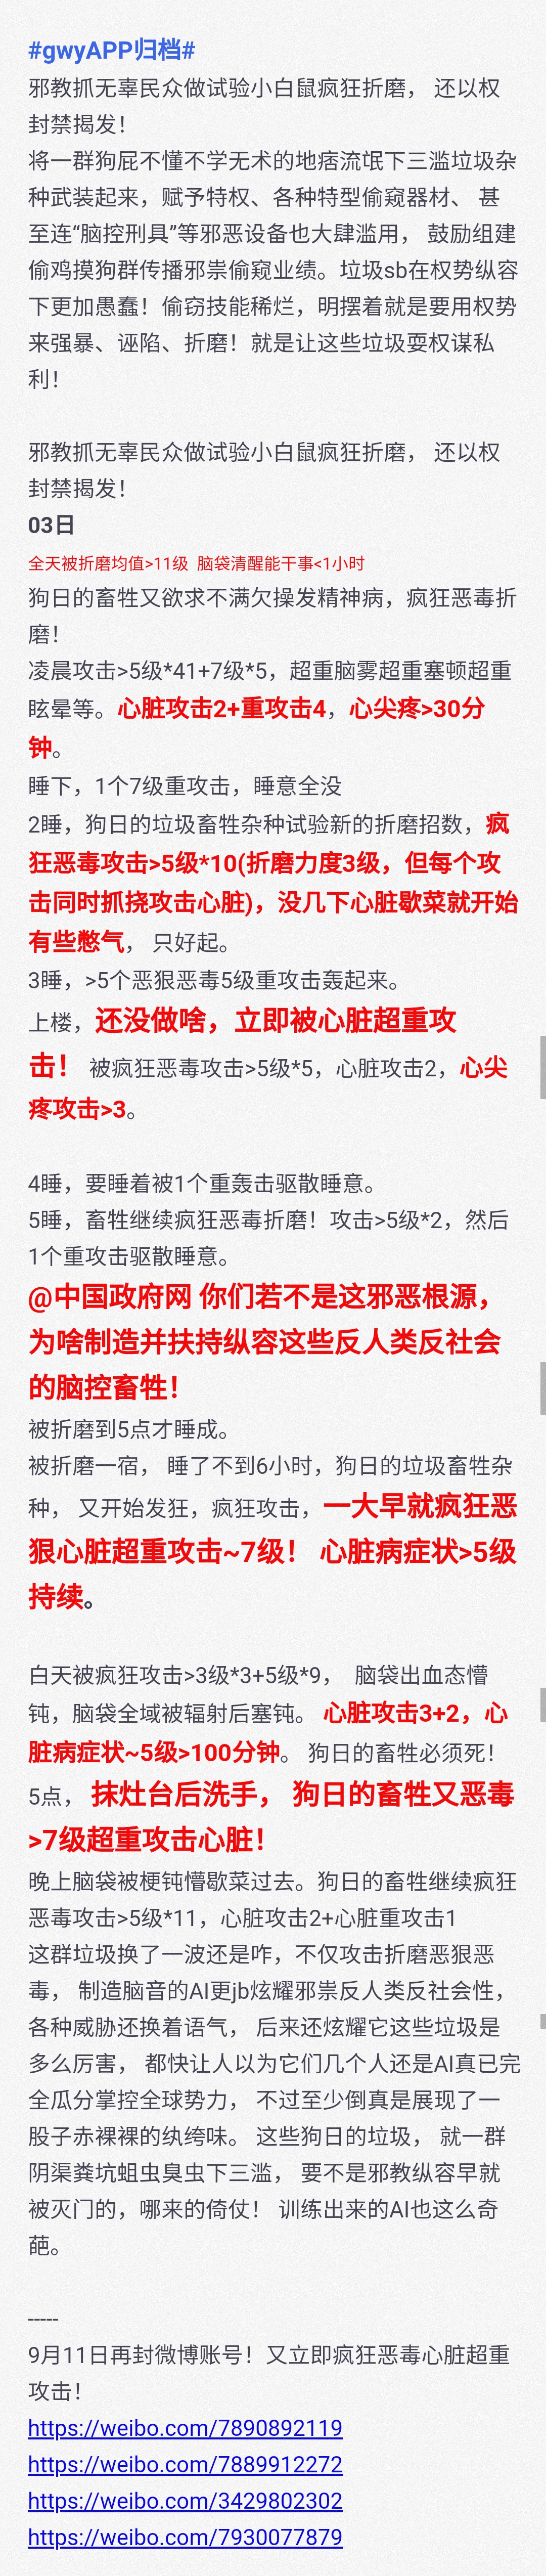 #gwyAPP归档#
邪教抓无辜民众做试验小白鼠疯狂折磨， 还以权
封禁揭发！
将一群狗屁不懂不学无术的地痞流氓下三滥垃圾杂
种武装起来，赋予特权、各种特型偷窥器材、 甚
至连“脑控刑具”等邪恶设备也大肆滥用， 鼓励组建
偷鸡摸狗群传播邪祟偷窥业绩。垃圾sb在权势纵容
下更加愚蠢！偷窃技能稀烂，明摆着就是要用权势
来强暴、诬陷、折磨！就是让这些垃圾耍权谋私
利！
邪教抓无辜民众做试验小白鼠疯狂折磨， 还以权
封禁揭发！
03日
全天被折磨均值>11级 脑袋清醒能干事<1小时
狗日的畜牲又欲求不满欠操发精神病，疯狂恶毒折
磨！
凌晨攻击>5级*41+7级*5，超重脑雾超重塞顿超重
眩晕等。心脏攻击2+重攻击4，心尖疼>30分
钟。
睡下，1个7级重攻击，睡意全没
2睡，狗日的垃圾畜牲杂种试验新的折磨招数，疯
狂恶毒攻击>5级*10(折磨力度3级，但每个攻
击同时抓挠攻击心脏)，没几下心脏歇菜就开始
有些憋气， 只好起。
3睡，>5个恶狠恶毒5级重攻击轰起来。
上楼，还没做啥，立即被心脏超重攻
击！ 被疯狂恶毒攻击>5级*5，心脏攻击2，心尖
疼攻击>3。
4睡，要睡着被1个重轰击驱散睡意。
5睡，畜牲继续疯狂恶毒折磨！攻击>5级*2，然后
1个重攻击驱散睡意。
@中国政府网 你们若不是这邪恶根源，
为啥制造并扶持纵容这些反人类反社会
的脑控畜牲！
被折磨到5点才睡成。
被折磨一宿， 睡了不到6小时，狗日的垃圾畜牲杂
种， 又开始发狂，疯狂攻击，一大早就疯狂恶
狠心脏超重攻击~7级！ 心脏病症状>5级
持续。
白天被疯狂攻击>3级*3+5级*9， 脑袋出血态懵
钝，脑袋全域被辐射后塞钝。 心脏攻击3+2，心
脏病症状~5级>100分钟。 狗日的畜牲必须死！
5点， 抹灶台后洗手， 狗日的畜牲又恶毒
>7级超重攻击心脏！
晚上脑袋被梗钝懵歇菜过去。狗日的畜牲继续疯狂
恶毒攻击>5级*11，心脏攻击2+心脏重攻击1
这群垃圾换了一波还是咋，不仅攻击折磨恶狠恶
毒， 制造脑音的AI更jb炫耀邪祟反人类反社会性，
各种威胁还换着语气， 后来还炫耀它这些垃圾是
多么厉害， 都快让人以为它们几个人还是AI真已完
全瓜分掌控全球势力， 不过至少倒真是展现了一
股子赤裸裸的纨绔味。 这些狗日的垃圾， 就一群
阴渠粪坑蛆虫臭虫下三滥， 要不是邪教纵容早就
被灭门的，哪来的倚仗！ 训练出来的AI也这么奇
葩。
-----
9月11日再封微博账号！又立即疯狂恶毒心脏超重
攻击！
https://weibo.com/7890892119
https://weibo.com/7889912272
https://weibo.com/3429802302
https://weibo.com/7930077879